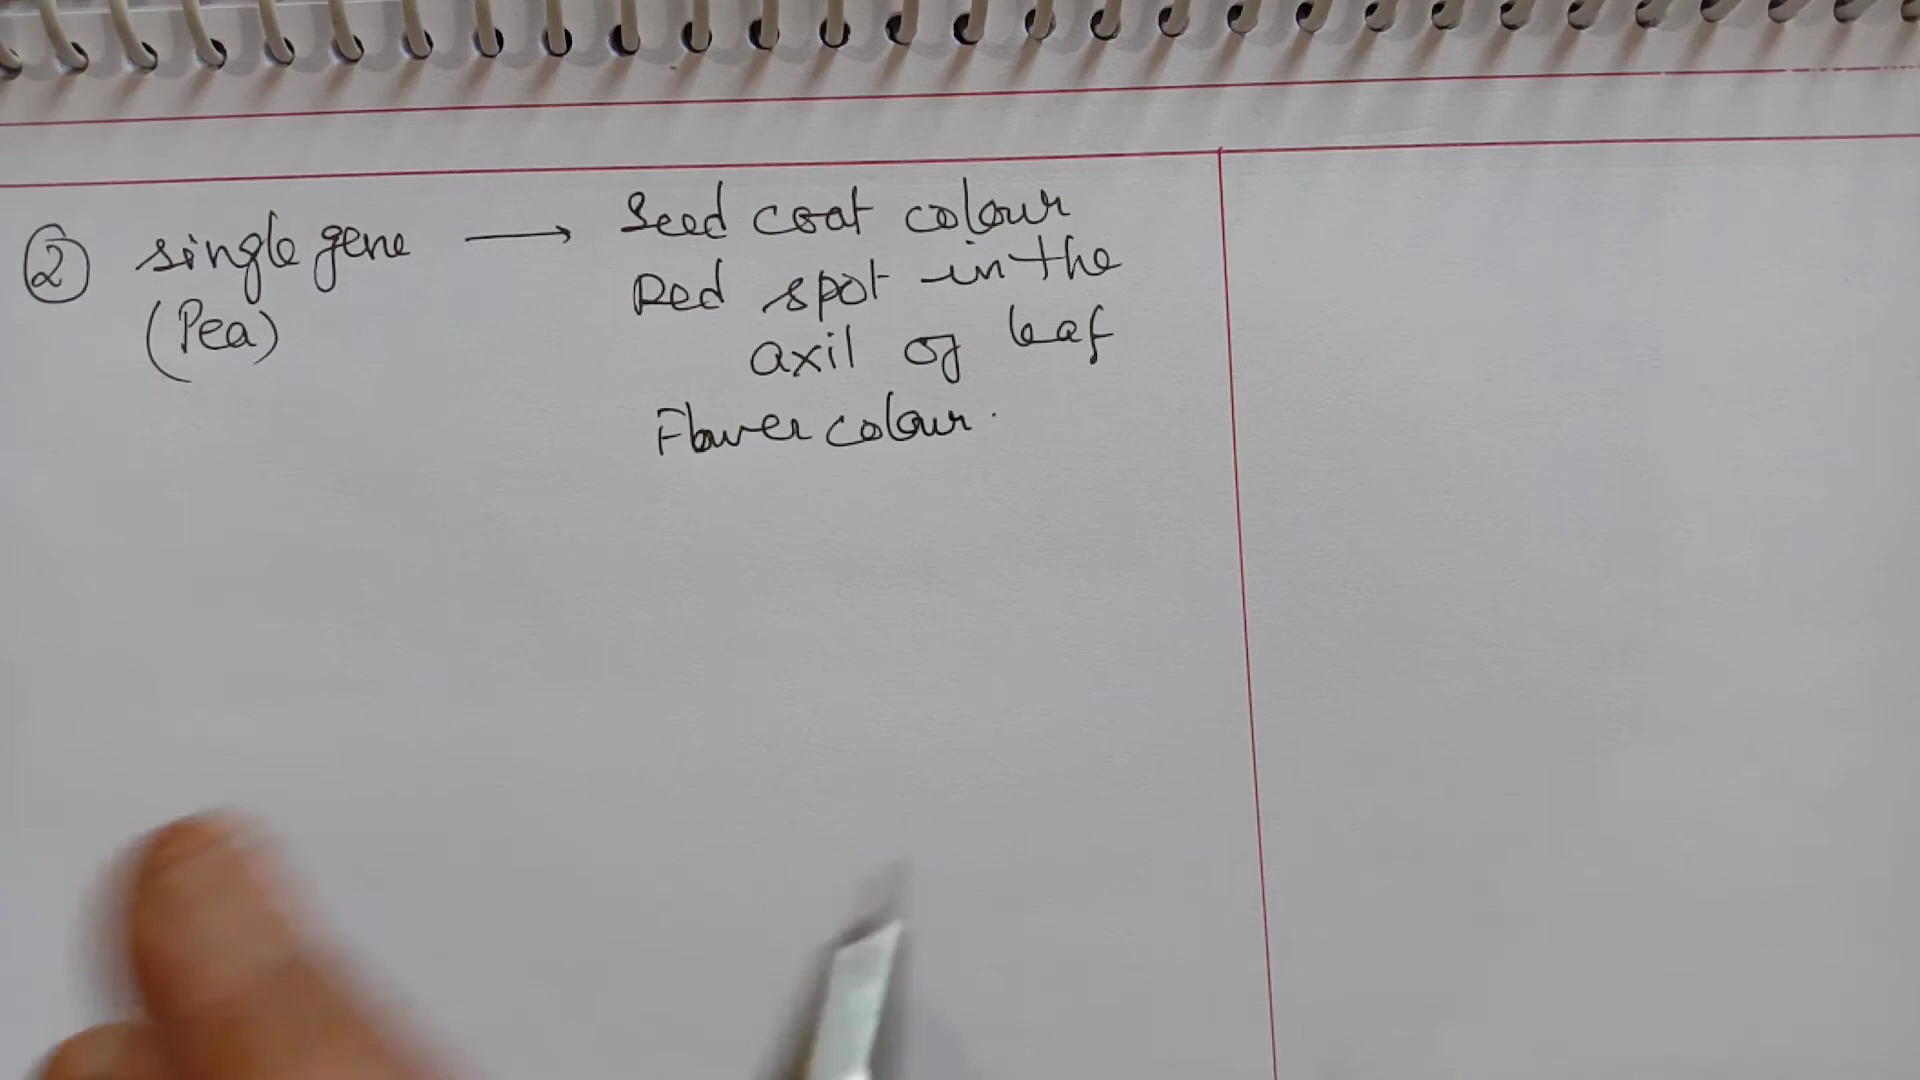 ② single gene → Seed coat colour
(Pea) Red spot in the
axil of leaf
Flower colour.